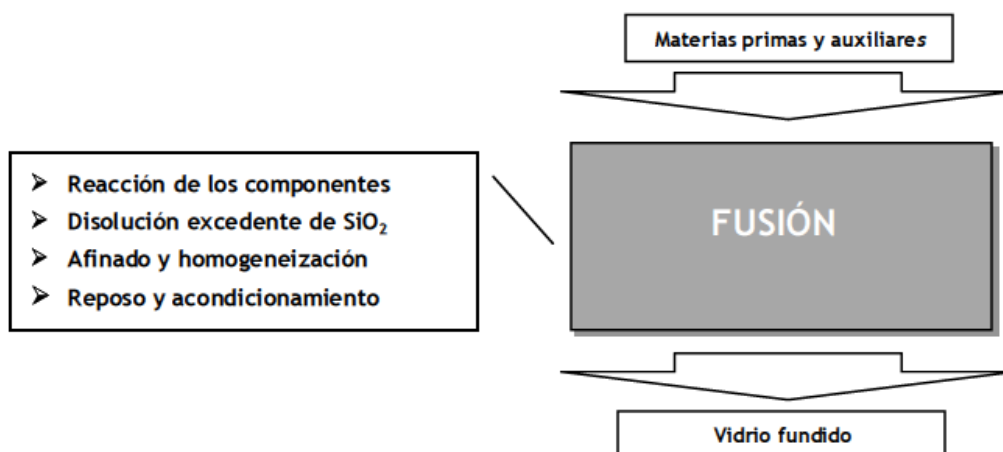 Materias primas y auxiliares
➤ Reacción de los componentes
➤ Disolución excedente de SiO₂
➤ Afinado y homogeneización
➤ Reposo y acondicionamiento
FUSIÓN
Vidrio fundido